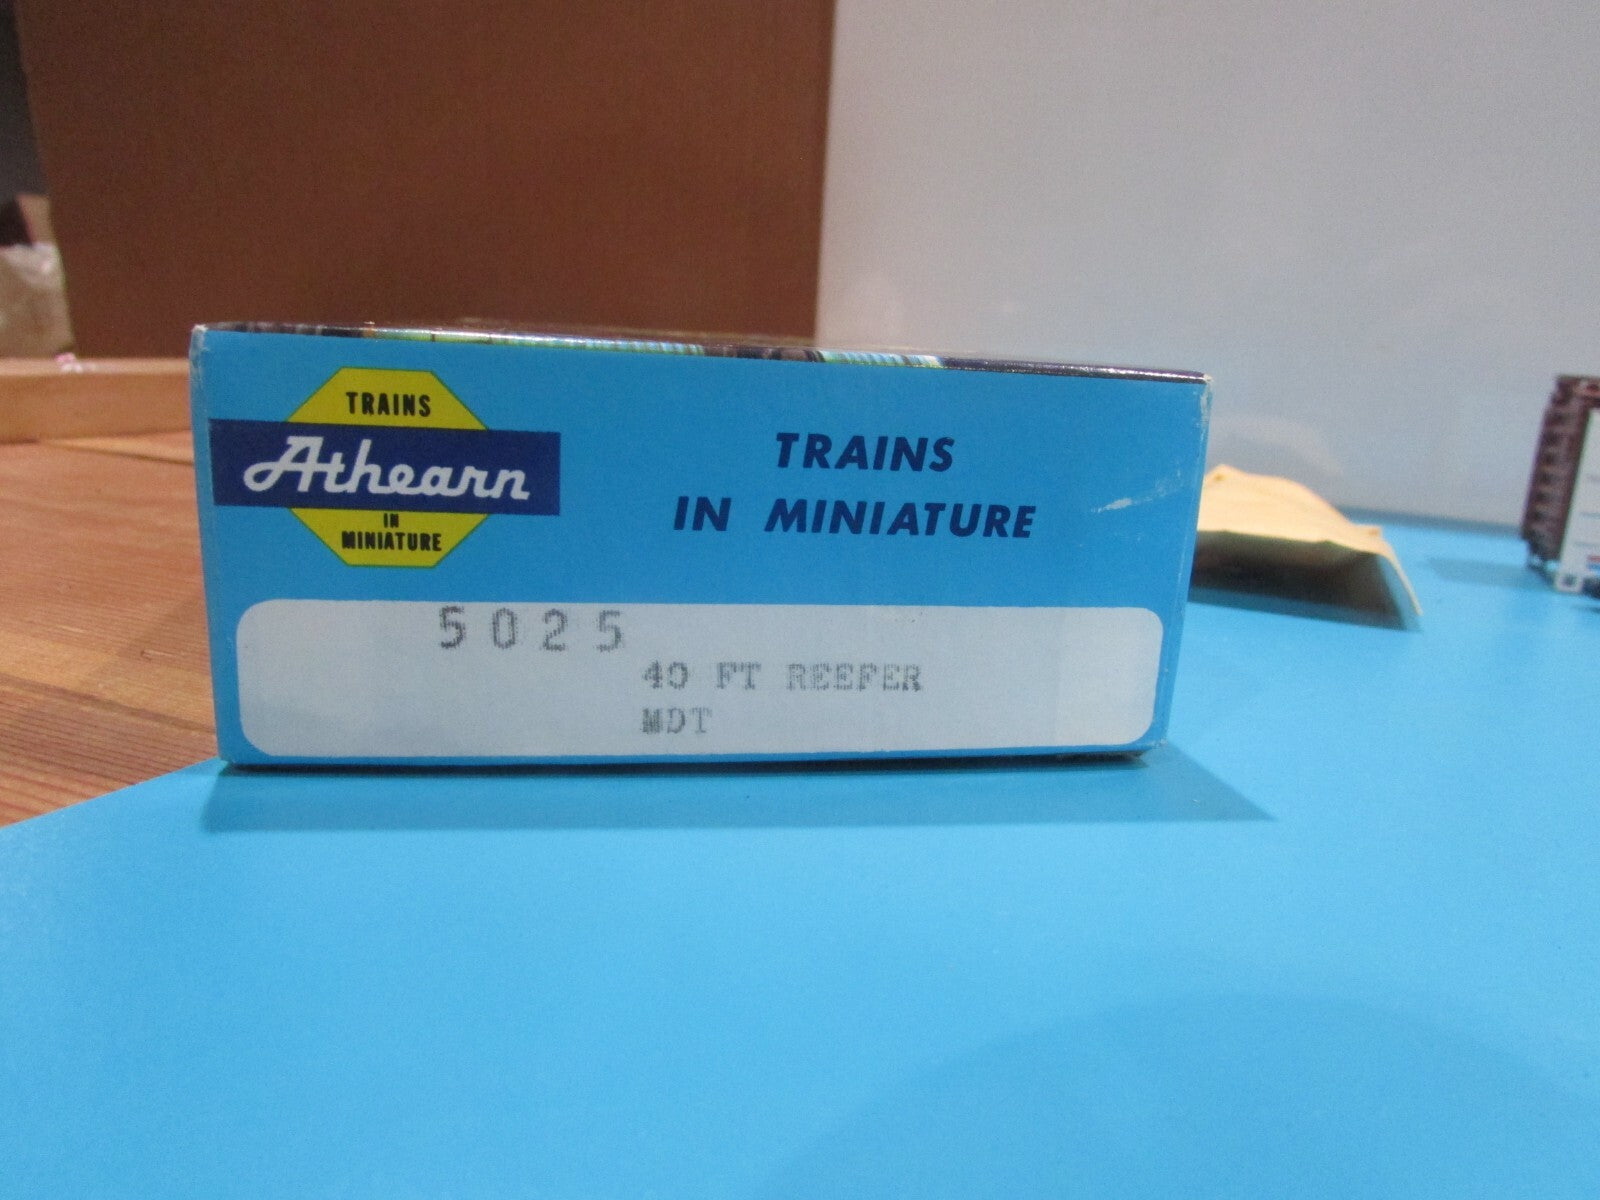 TRAINS
Athearn
IN
MINIATURE
TRAINS
IN MINIATURE
5025
40 FT REEFER
MDT